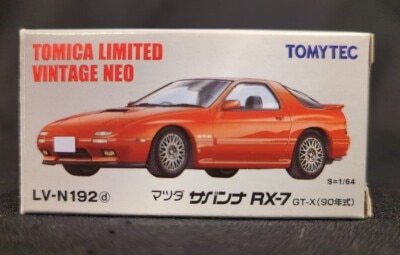 TOMICA LIMITED
VINTAGE NEO
TOMYTEC
S=1/64
LV-N192ⓓ
マツダ サバンナ RX-7 GT-X(90年式)